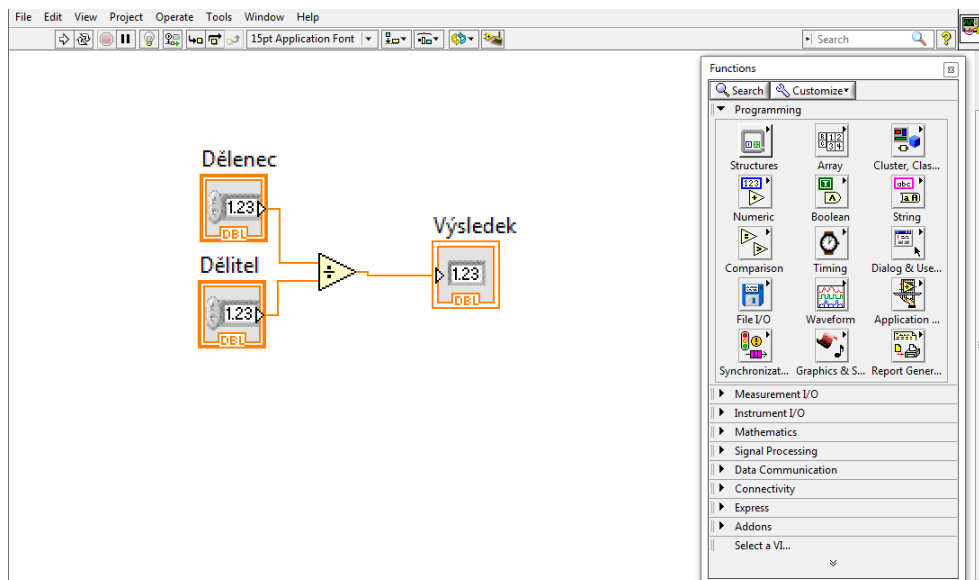 File Edit View Project Operate Tools Window Help
15pt Application Font
Search
Functions
Search Customize
Programming
Structures Array Cluster, Clas...
Numeric Boolean String
Comparison Timing Dialog & Use...
File I/O Waveform Application ...
Synchronizat... Graphics & S... Report Gener...
Measurement I/O
Instrument I/O
Mathematics
Signal Processing
Data Communication
Connectivity
Express
Addons
Select a VI...
Dělenec
1.23
DBL
Dělitel
1.23
DBL
Výsledek
1.23
DBL